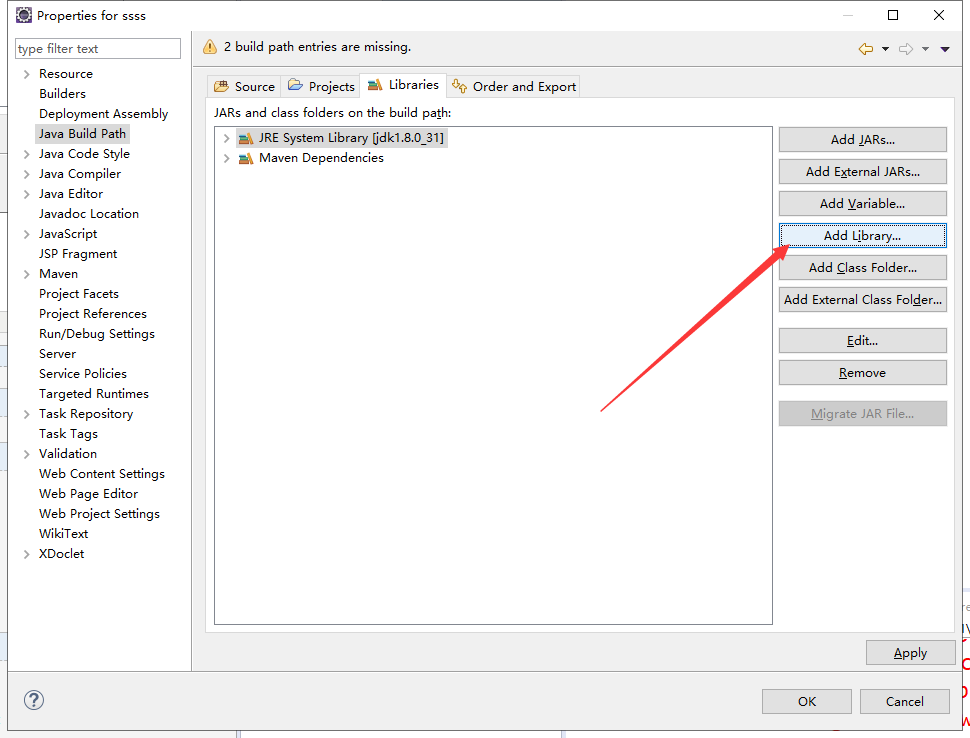 Properties for ssss
type filter text
2 build path entries are missing.
Resource
Builders
Deployment Assembly
Java Build Path
Java Code Style
Java Compiler
Java Editor
Javadoc Location
JavaScript
JSP Fragment
Maven
Project Facets
Project References
Run/Debug Settings
Server
Service Policies
Targeted Runtimes
Task Repository
Task Tags
Validation
Web Content Settings
Web Page Editor
Web Project Settings
WikiText
XDoclet
Source Projects Libraries Order and Export
JARs and class folders on the build path:
JRE System Library [jdk1.8.0_31]
Maven Dependencies
Add JARs...
Add External JARs...
Add Variable...
Add Library...
Add Class Folder...
Add External Class Folder...
Edit...
Remove
Migrate JAR File...
Apply
OK Cancel